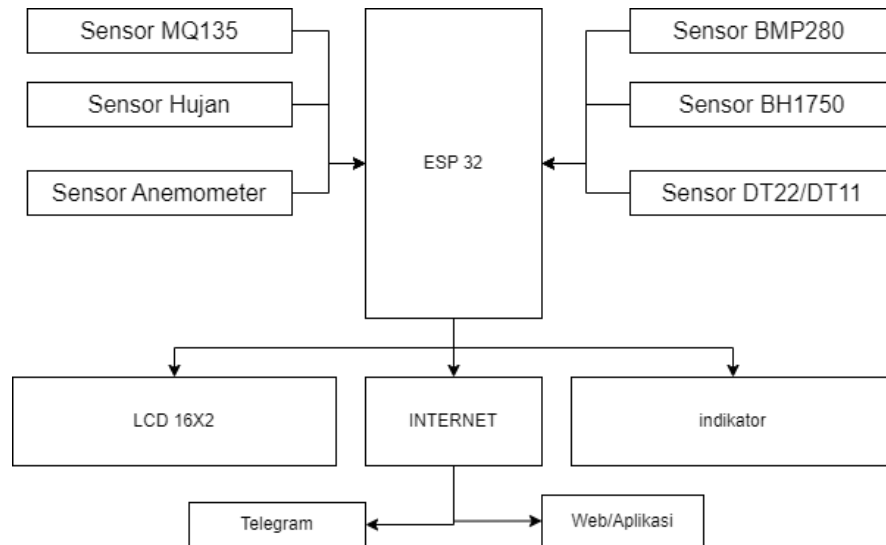 Sensor MQ135
Sensor BMP280
Sensor Hujan
Sensor BH1750
ESP 32
Sensor Anemometer
Sensor DT22/DT11
LCD 16X2
INTERNET
indikator
Telegram
Web/Aplikasi